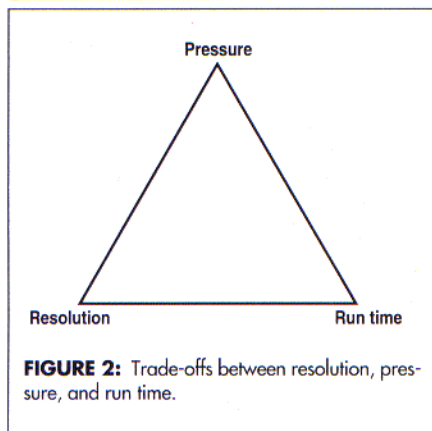 Pressure
Resolution Run time
FIGURE 2: Trade-offs between resolution, pres-
sure, and run time.